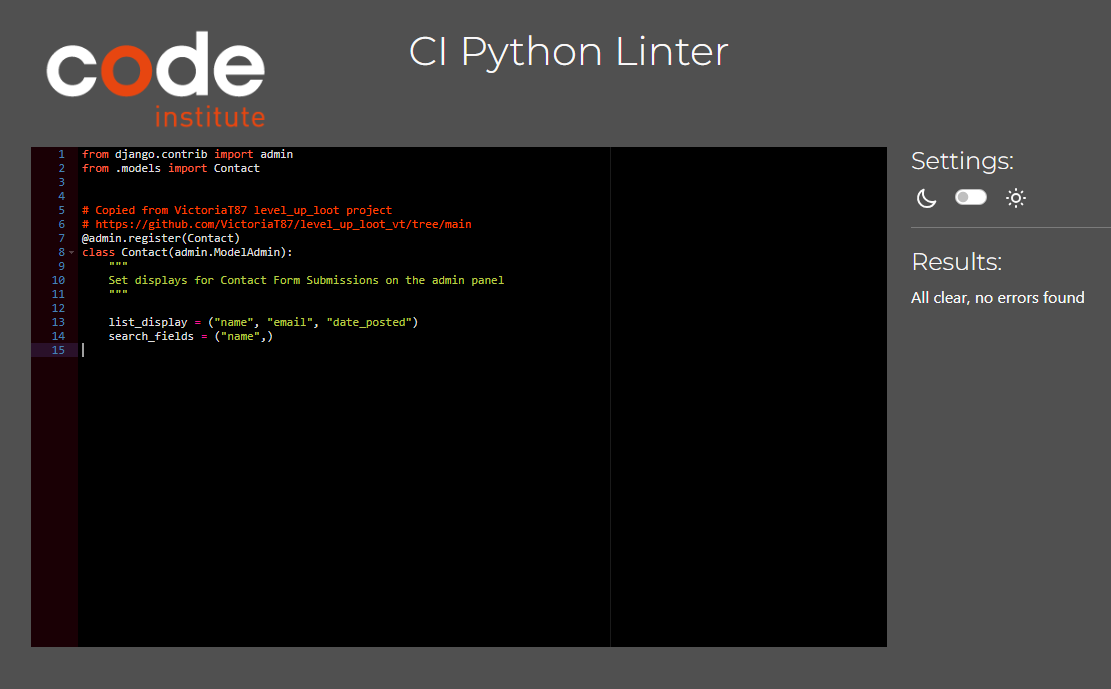 code
institute
CI Python Linter
1 from django.contrib import admin
2 from .models import Contact
3
4
5 # Copied from VictoriaT87 level_up_loot project
6 # https://github.com/VictoriaT87/level_up_loot_vt/tree/main
7 @admin.register(Contact)
8 class Contact(admin.ModelAdmin):
9     """
10     Set displays for Contact Form Submissions on the admin panel
11     """
12
13     list_display = ("name", "email", "date_posted")
14     search_fields = ("name",)
15
Settings:
Results:
All clear, no errors found